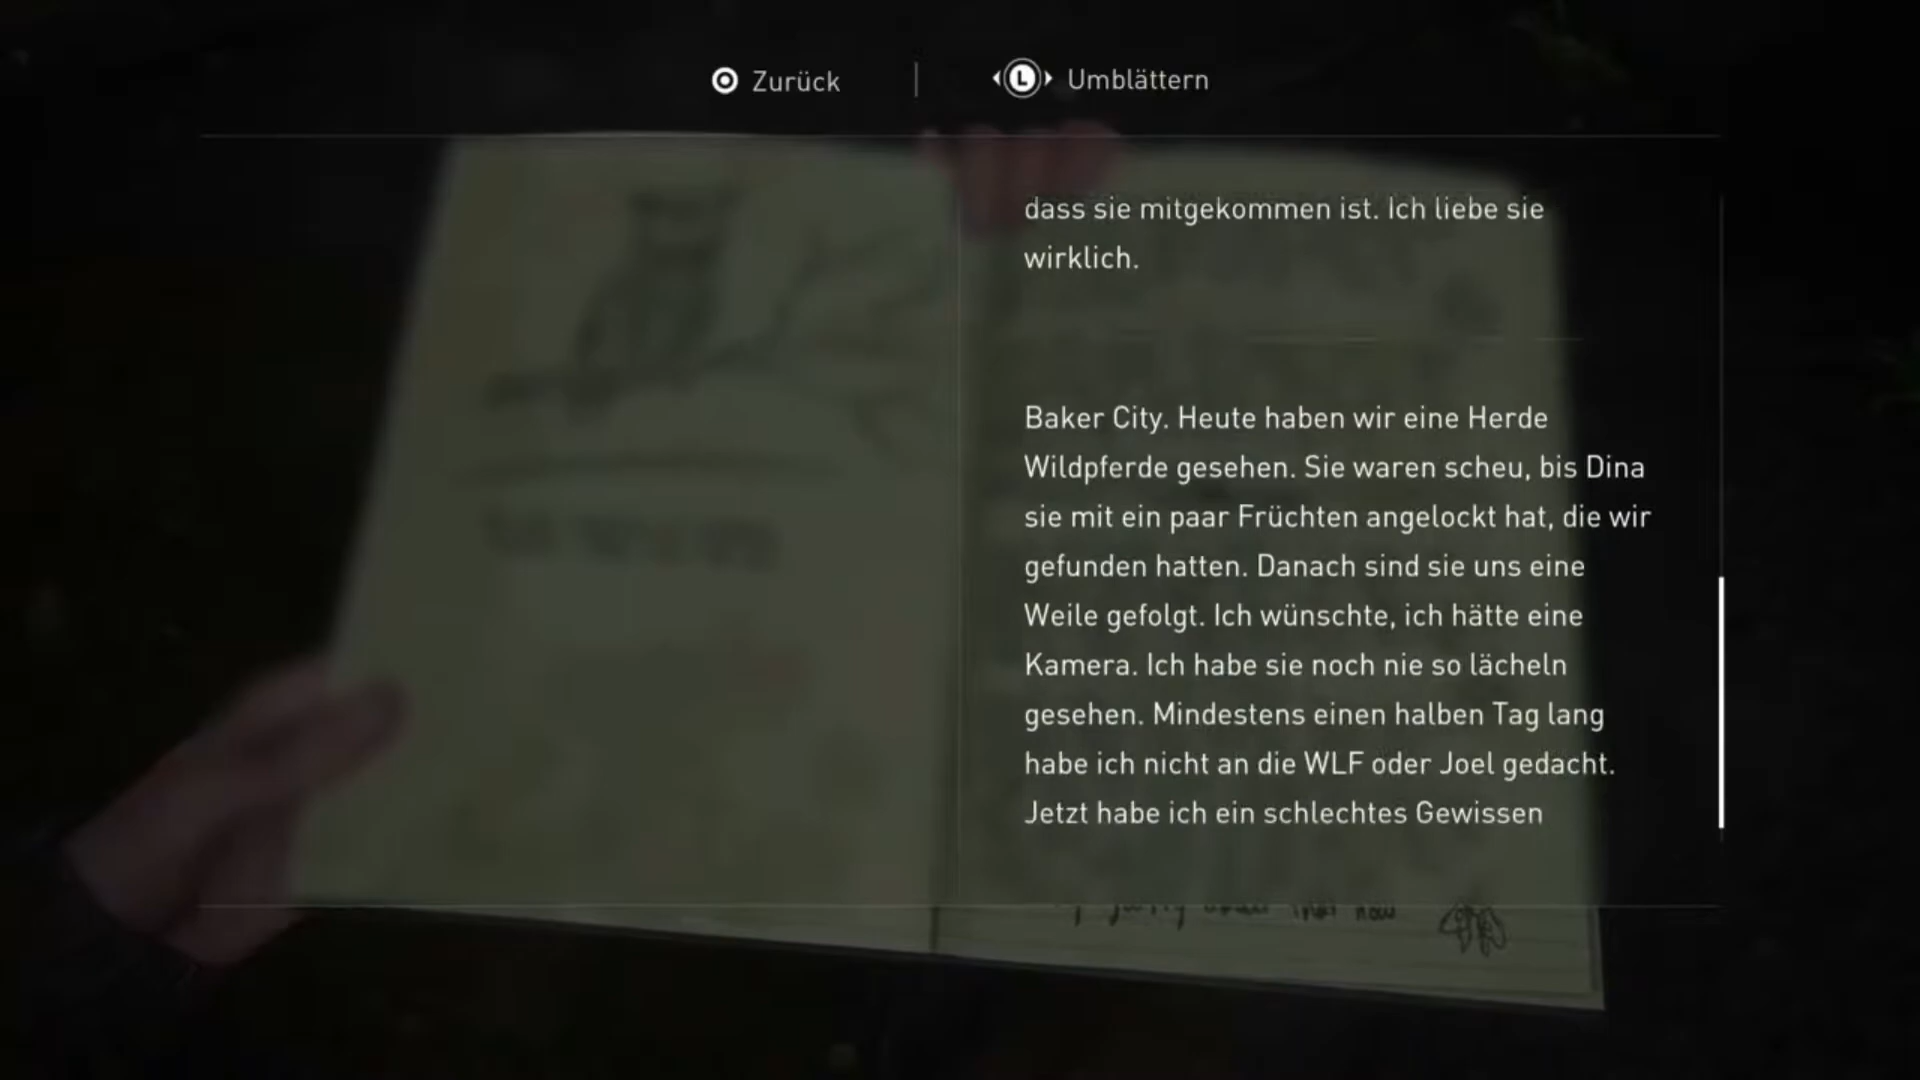 Zurück
L Umblättern
dass sie mitgekommen ist. Ich liebe sie
wirklich.
Baker City. Heute haben wir eine Herde
Wildpferde gesehen. Sie waren scheu, bis Dina
sie mit ein paar Früchten angelockt hat, die wir
gefunden hatten. Danach sind sie uns eine
Weile gefolgt. Ich wünschte, ich hätte eine
Kamera. Ich habe sie noch nie so lächeln
gesehen. Mindestens einen halben Tag lang
habe ich nicht an die WLF oder Joel gedacht.
Jetzt habe ich ein schlechtes Gewissen